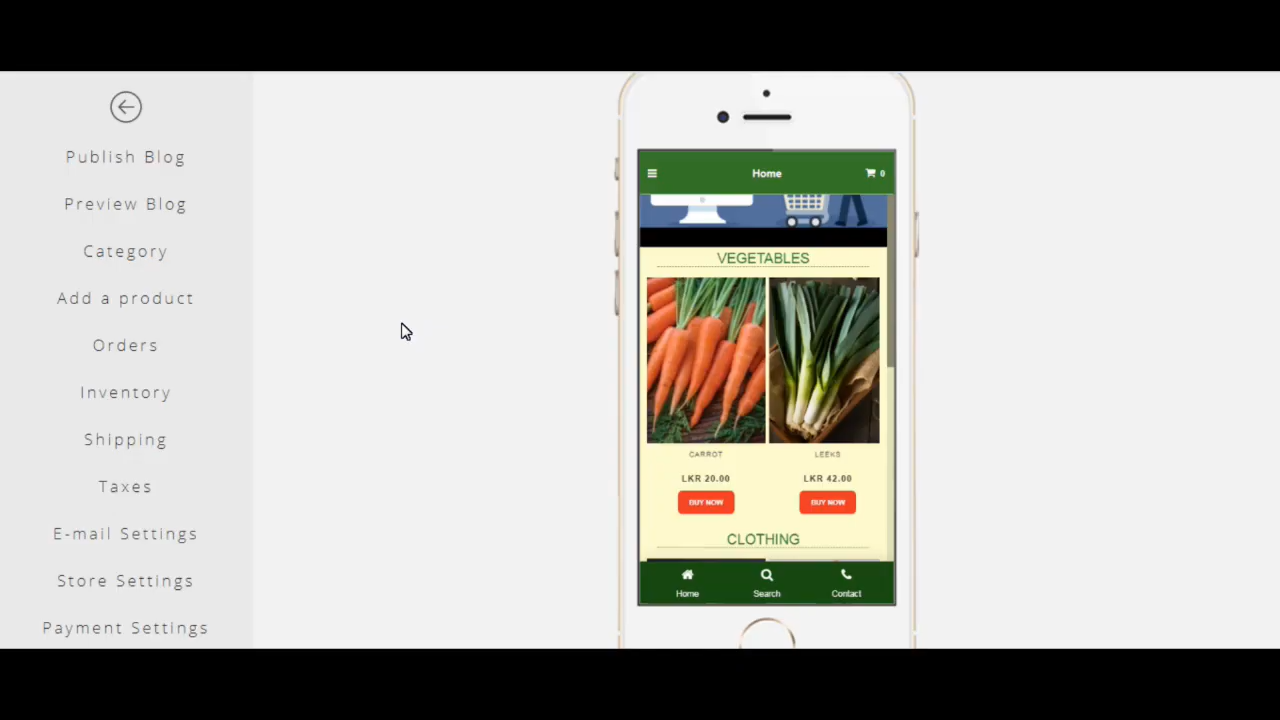 Publish Blog
Preview Blog
Category
Add a product
Orders
Inventory
Shipping
Taxes
E-mail Settings
Store Settings
Payment Settings
Home
0
VEGETABLES
CARROT
LEEKS
LKR 20.00
LKR 42.00
BUY NOW
BUY NOW
CLOTHING
Home
Search
Contact